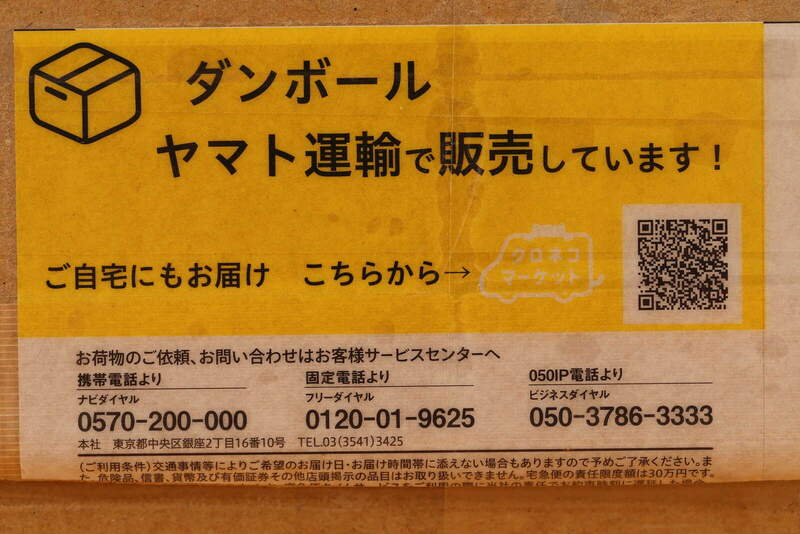 ダンボール
ヤマト運輸で販売しています!
ご自宅にもお届け こちらから→
クロネコ
マーケット
お荷物のご依頼、お問い合わせはお客様サービスセンターへ
携帯電話より 固定電話より 050IP電話より
ナビダイヤル フリーダイヤル ビジネスダイヤル
0570-200-000 0120-01-9625 050-3786-3333
本社 東京都中央区銀座2丁目16番10号 TEL.03(3541)3425
(ご利用条件)交通事情等によりご希望のお届け日・お届け時間帯に添えない場合もありますので予めご了承ください。ま
た、危険品、信書、貨幣及び有価証券その他店頭掲示の品目はお取り扱いできません。宅急便の責任限度額は30万円です。